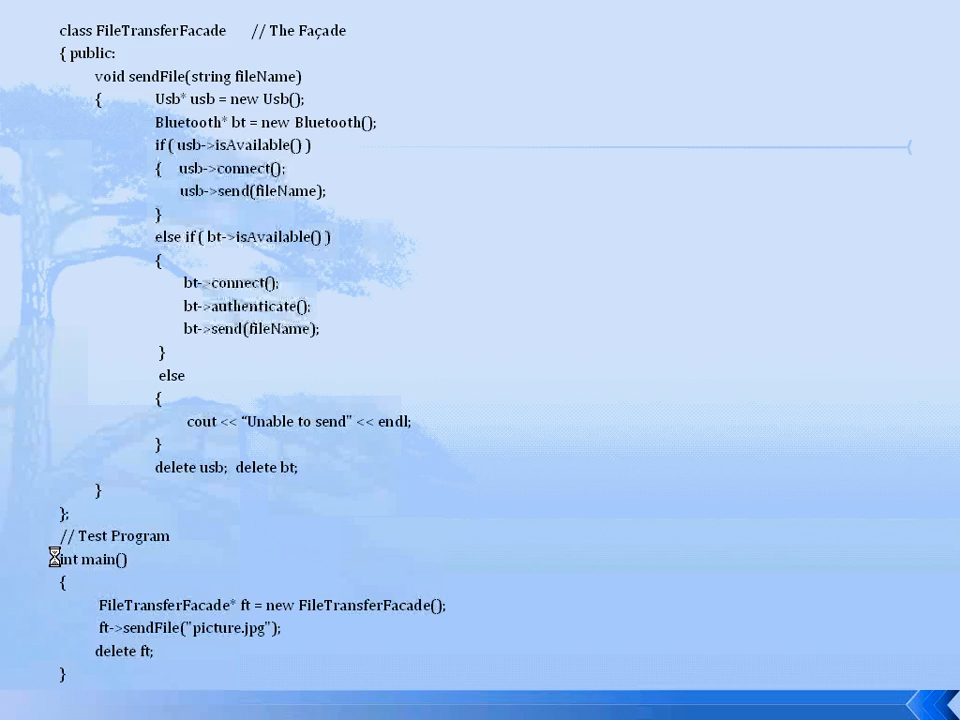 class FileTransferFacade // The Façade
{ public:
void sendFile(string fileName)
{ Usb* usb = new Usb();
Bluetooth* bt = new Bluetooth();
if ( usb->isAvailable() )
{ usb->connect();
usb->send(fileName);
}
else if ( bt->isAvailable() )
{
bt->connect();
bt->authenticate();
bt->send(fileName);
}
else
{
cout << “Unable to send" << endl;
}
delete usb; delete bt;
}
};
// Test Program
int main()
{
FileTransferFacade* ft = new FileTransferFacade();
ft->sendFile("picture.jpg");
delete ft;
}